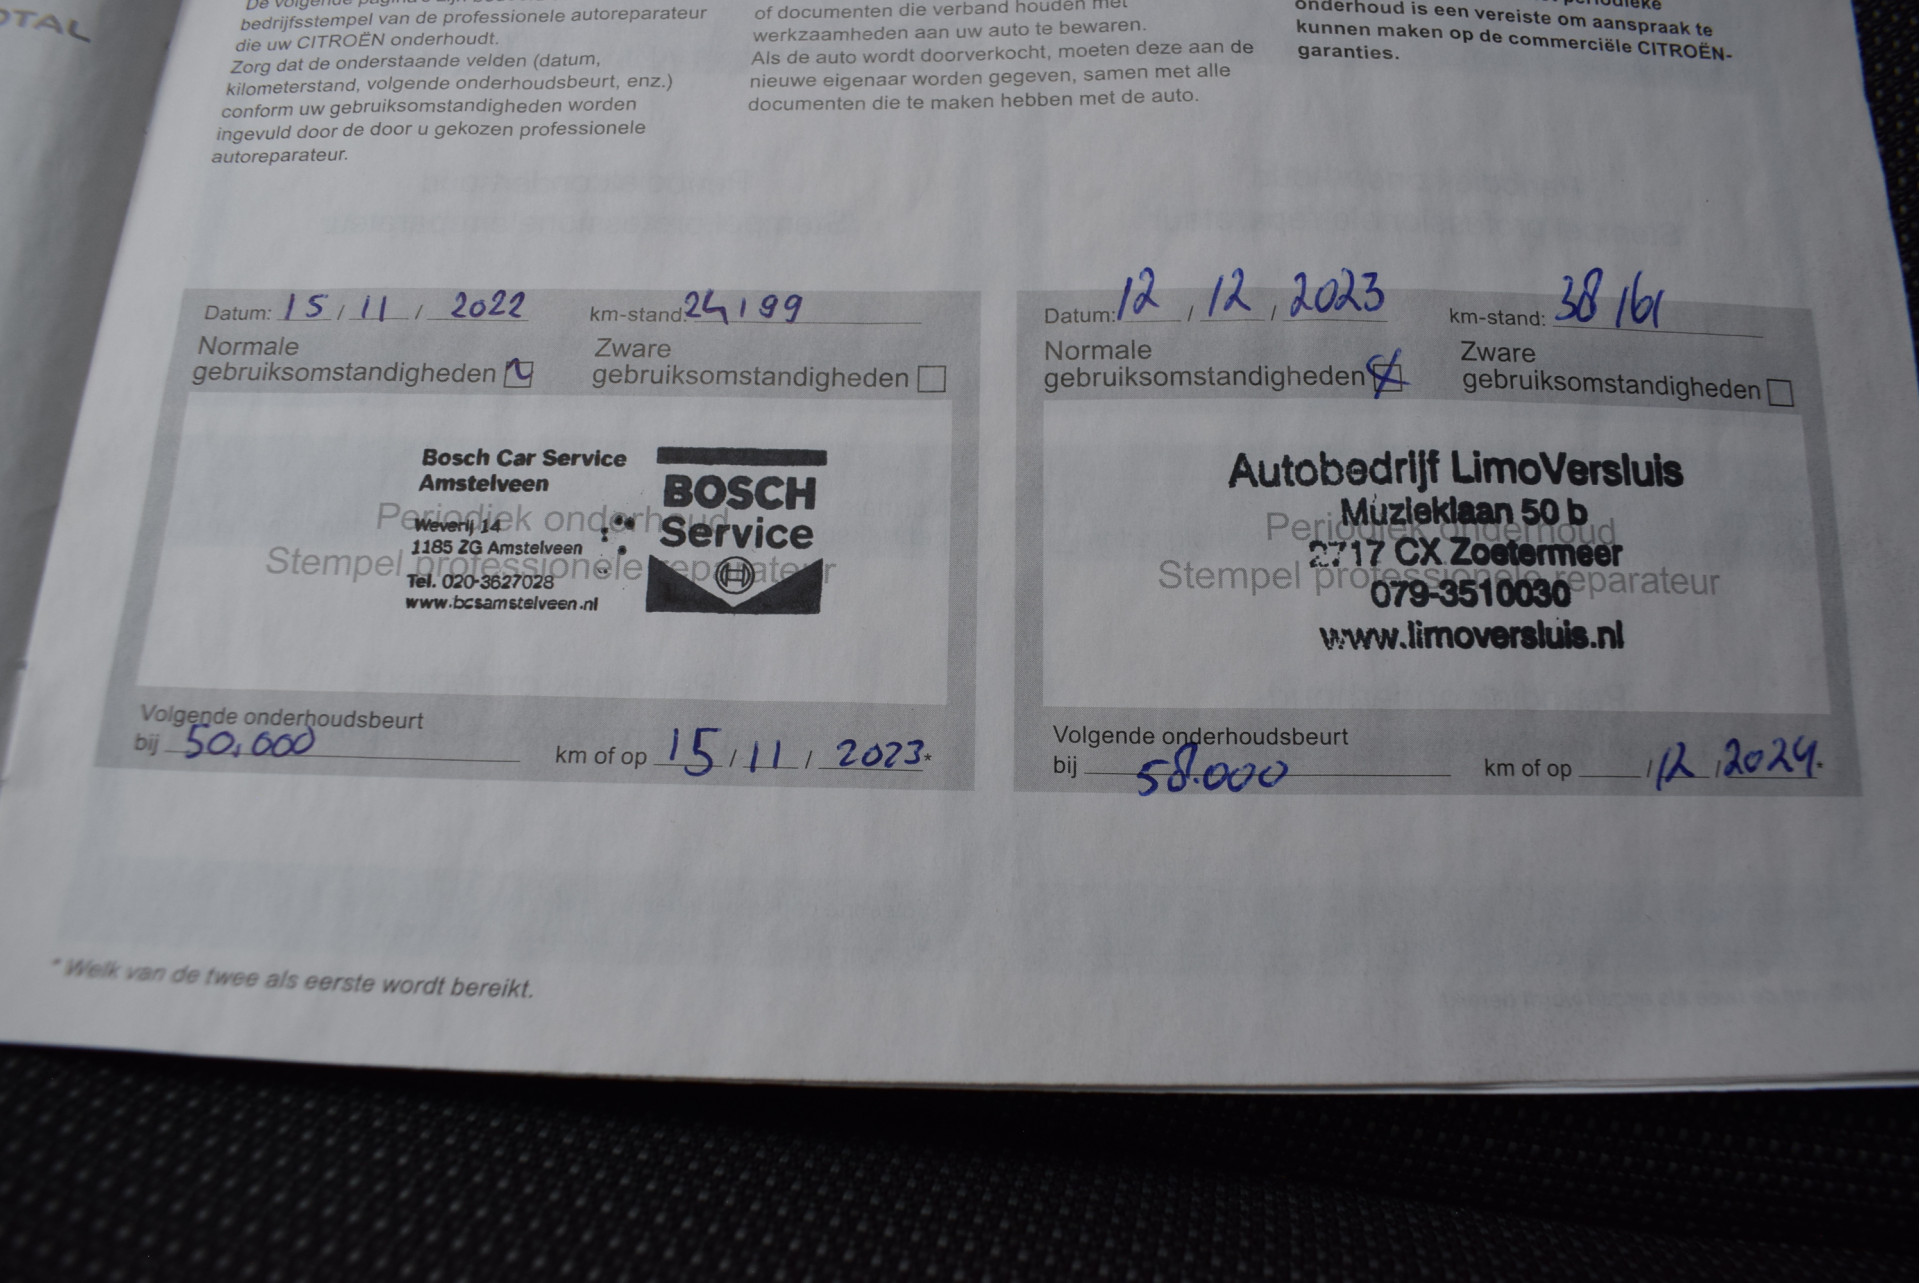 OTAL
bedrijfsstempel van de professionele autoreparateur
die uw CITROËN onderhoudt.
Zorg dat de onderstaande velden (datum,
kilometerstand, volgende onderhoudsbeurt, enz.)
conform uw gebruiksomstandigheden worden
ingevuld door de door u gekozen professionele
autoreparateur.
of documenten die verband houden met
werkzaamheden aan uw auto te bewaren.
Als de auto wordt doorverkocht, moeten deze aan de
nieuwe eigenaar worden gegeven, samen met alle
documenten die te maken hebben met de auto.
onderhoud is een vereiste om aanspraak te
kunnen maken op de commerciële CITROËN-
garanties.
Datum: 15 / 11 / 2022 km-stand: 24199
Normale
gebruiksomstandigheden
Zware
gebruiksomstandigheden
Periodiek onderhoud
Stempel professionele reparateur
Bosch Car Service
Amstelveen
Weverij 14
1185 ZG Amstelveen
Tel. 020-3627028
www.bcsamstelveen.nl
BOSCH
Service
Volgende onderhoudsbeurt
bij 50.000 km of op 15 / 11 / 2023*
Datum: 12 / 12 / 2023 km-stand: 38161
Normale
gebruiksomstandigheden
Zware
gebruiksomstandigheden
Periodiek onderhoud
Stempel professionele reparateur
Autobedrijf LimoVersluis
Muzieklaan 50 b
2717 CX Zoetermeer
079-3510030
www.limoversluis.nl
Volgende onderhoudsbeurt
bij 58.000 km of op / 12 / 2024*
* Welk van de twee als eerste wordt bereikt.